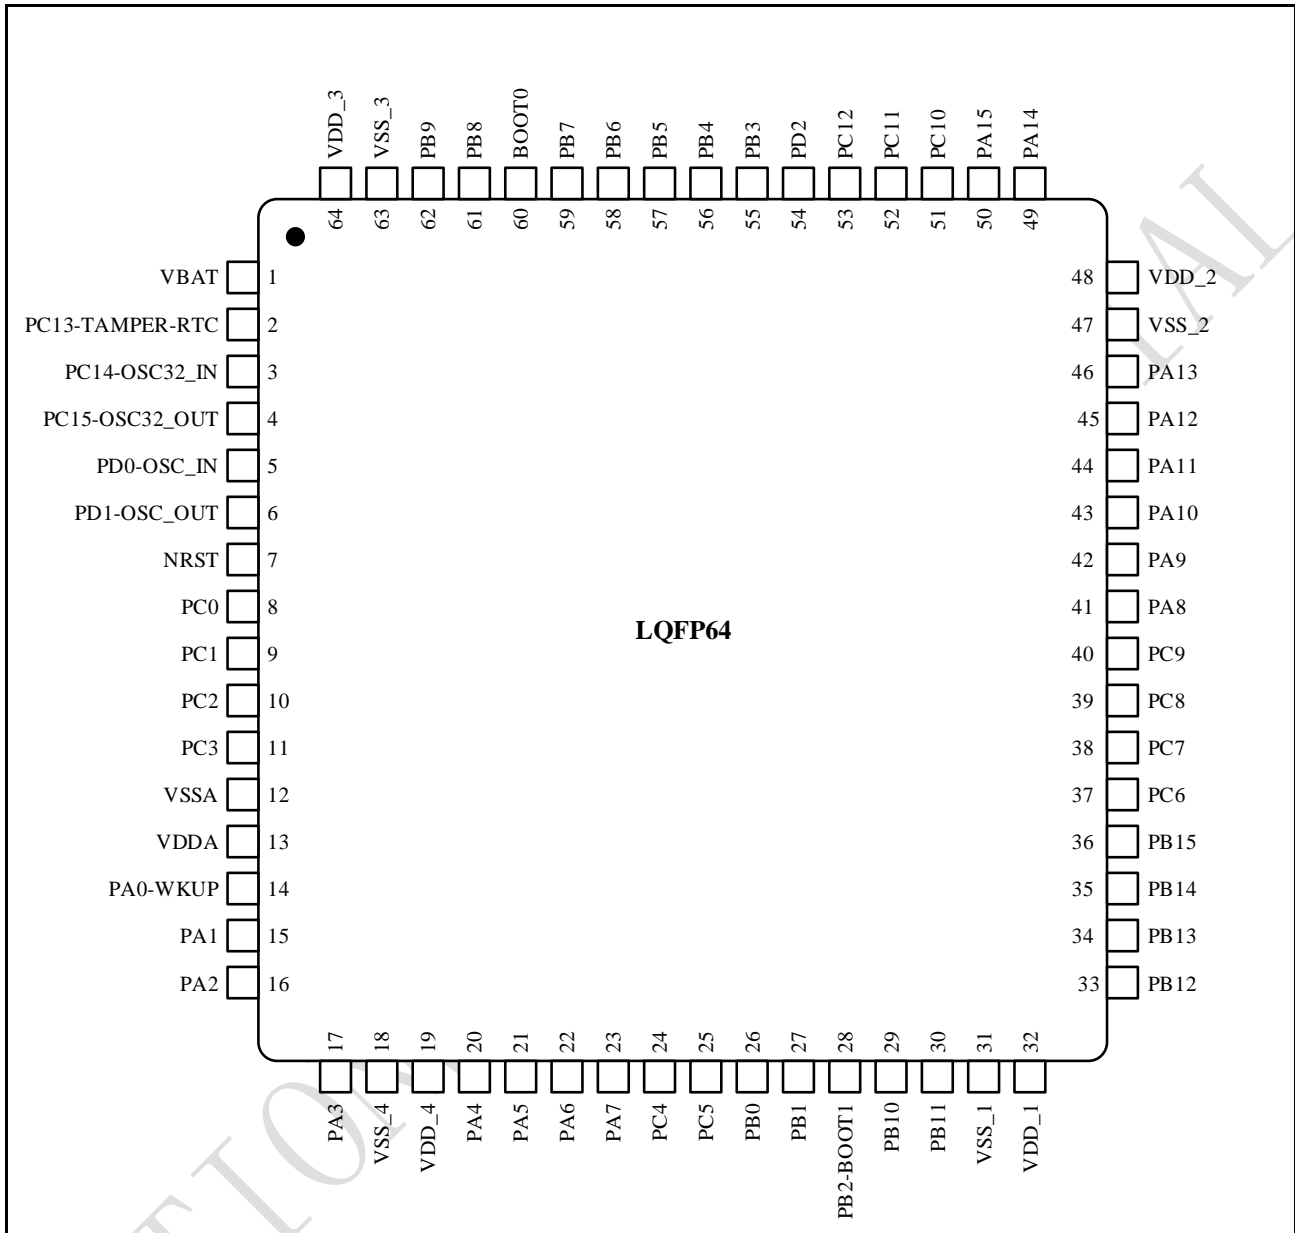 VDD_3
VSS_3
PB9
PB8
BOOT0
PB7
PB6
PB5
PB4
PB3
PD2
PC12
PC11
PC10
PA15
PA14
64
63
62
61
60
59
58
57
56
55
54
53
52
51
50
49
VBAT 1
PC13-TAMPER-RTC 2
PC14-OSC32_IN 3
PC15-OSC32_OUT 4
PD0-OSC_IN 5
PD1-OSC_OUT 6
NRST 7
PC0 8
PC1 9
PC2 10
PC3 11
VSSA 12
VDDA 13
PA0-WKUP 14
PA1 15
PA2 16
LQFP64
48 VDD_2
47 VSS_2
46 PA13
45 PA12
44 PA11
43 PA10
42 PA9
41 PA8
40 PC9
39 PC8
38 PC7
37 PC6
36 PB15
35 PB14
34 PB13
33 PB12
17
18
19
20
21
22
23
24
25
26
27
28
29
30
31
32
PA3
VSS_4
VDD_4
PA4
PA5
PA6
PA7
PC4
PC5
PB0
PB1
PB2-BOOT1
PB10
PB11
VSS_1
VDD_1